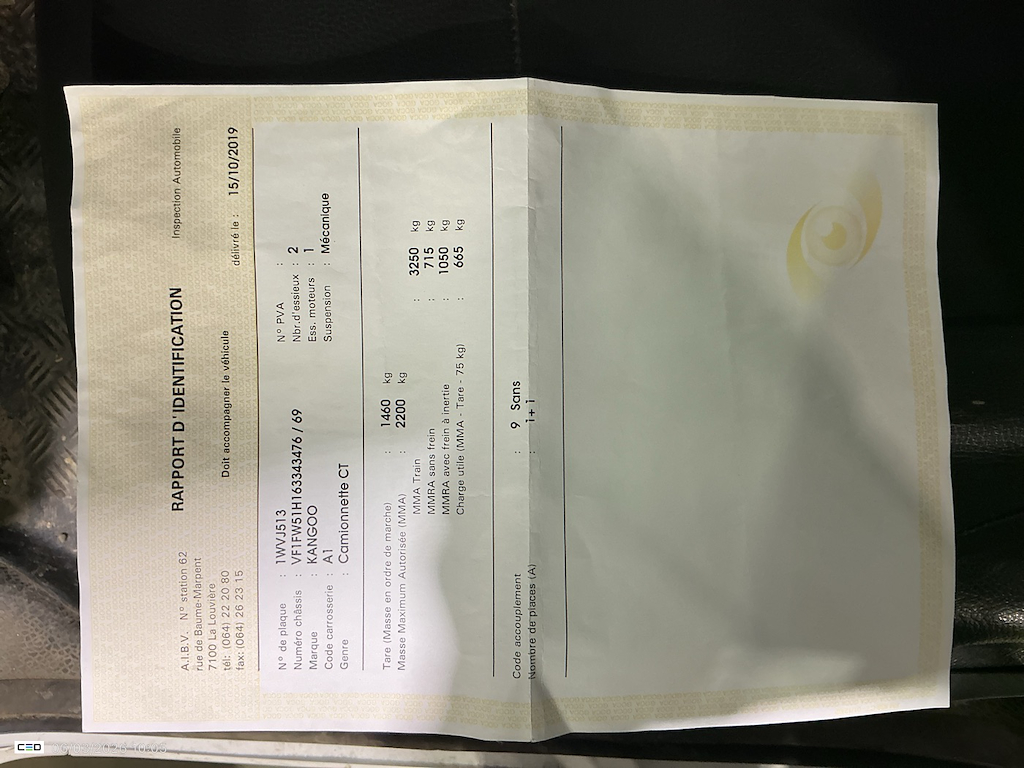 A.I.B.V. N° station 62
rue de Baume-Marpent
7100 La Louvière
tél: (064) 22 20 80
fax: (064) 26 23 15
RAPPORT D'IDENTIFICATION
Inspection Automobile
Doit accompagner le véhicule
délivré le : 15/10/2019
N° de plaque : 1WVJ513 N° PVA :
Numéro châssis : VF1FW51H163343476 / 69 Nbr.d'essieux : 2
Marque : KANGOO Ess. moteurs : 1
Code carrosserie : A1 Suspension : Mécanique
Genre : Camionnette CT
Tare (Masse en ordre de marche) : 1460 kg
Masse Maximum Autorisée (MMA) : 2200 kg
MMA Train : 3250 kg
MMRA sans frein : 715 kg
MMRA avec frein à inertie : 1050 kg
Charge utile (MMA - Tare - 75 kg) : 665 kg
Code accouplement : 9 Sans
Nombre de places (A) : 1+1